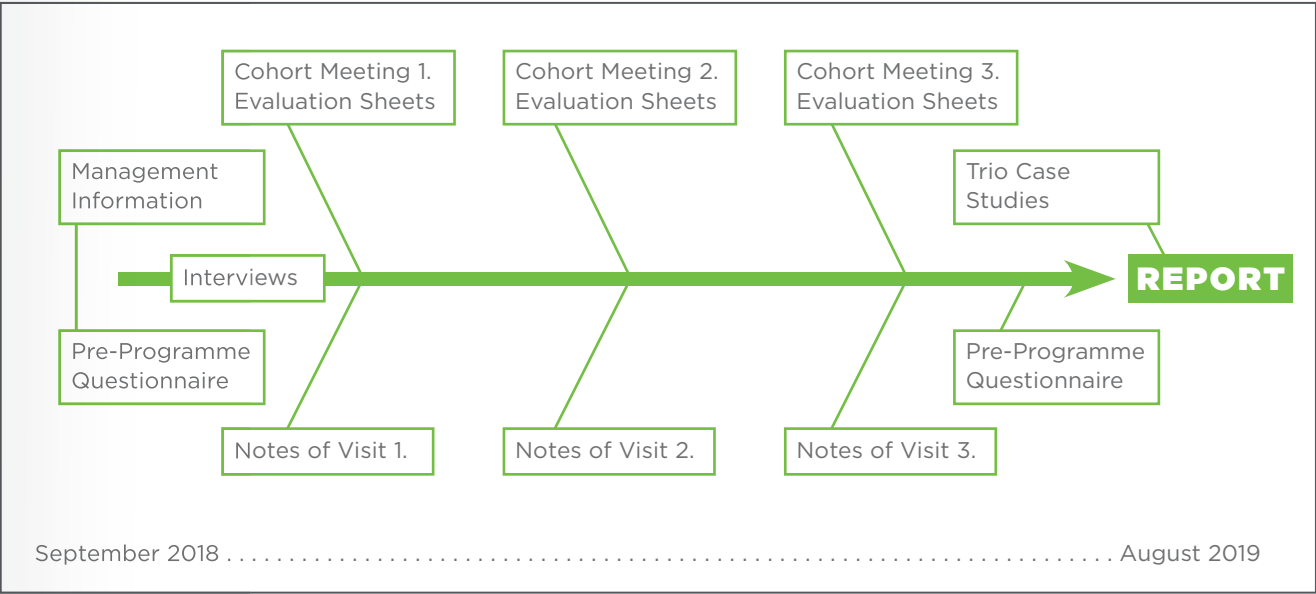 Cohort Meeting 1.
Evaluation Sheets
Cohort Meeting 2.
Evaluation Sheets
Cohort Meeting 3.
Evaluation Sheets
Management
Information
Trio Case
Studies
Interviews
REPORT
Pre-Programme
Questionnaire
Pre-Programme
Questionnaire
Notes of Visit 1.
Notes of Visit 2.
Notes of Visit 3.
September 2018 . . . . . . . . . . . . . . . . . . . . . . . . . . . . . . . . . . . . . . . . . . . . . . . . . . . . . . . . . . . . . . . . . . . . . . . August 2019